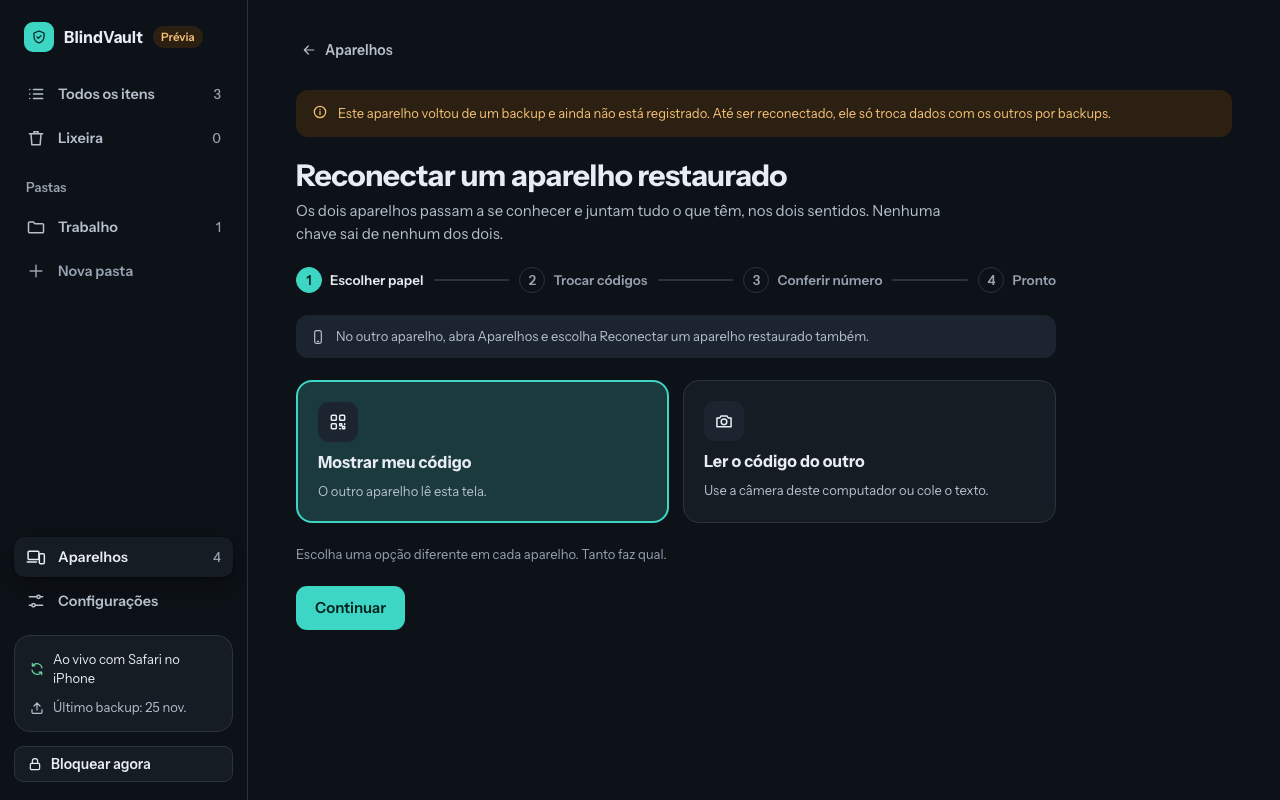 BlindVault Prévia
Todos os itens 3
Lixeira 0
Pastas
Trabalho 1
Nova pasta
Aparelhos 4
Configurações
Ao vivo com Safari no
iPhone
Último backup: 25 nov.
Bloquear agora
Aparelhos
Este aparelho voltou de um backup e ainda não está registrado. Até ser reconectado, ele só troca dados com os outros por backups.
Reconectar um aparelho restaurado
Os dois aparelhos passam a se conhecer e juntam tudo o que têm, nos dois sentidos. Nenhuma
chave sai de nenhum dos dois.
1 Escolher papel 2 Trocar códigos 3 Conferir número 4 Pronto
No outro aparelho, abra Aparelhos e escolha Reconectar um aparelho restaurado também.
Mostrar meu código
O outro aparelho lê esta tela.
Ler o código do outro
Use a câmera deste computador ou cole o texto.
Escolha uma opção diferente em cada aparelho. Tanto faz qual.
Continuar